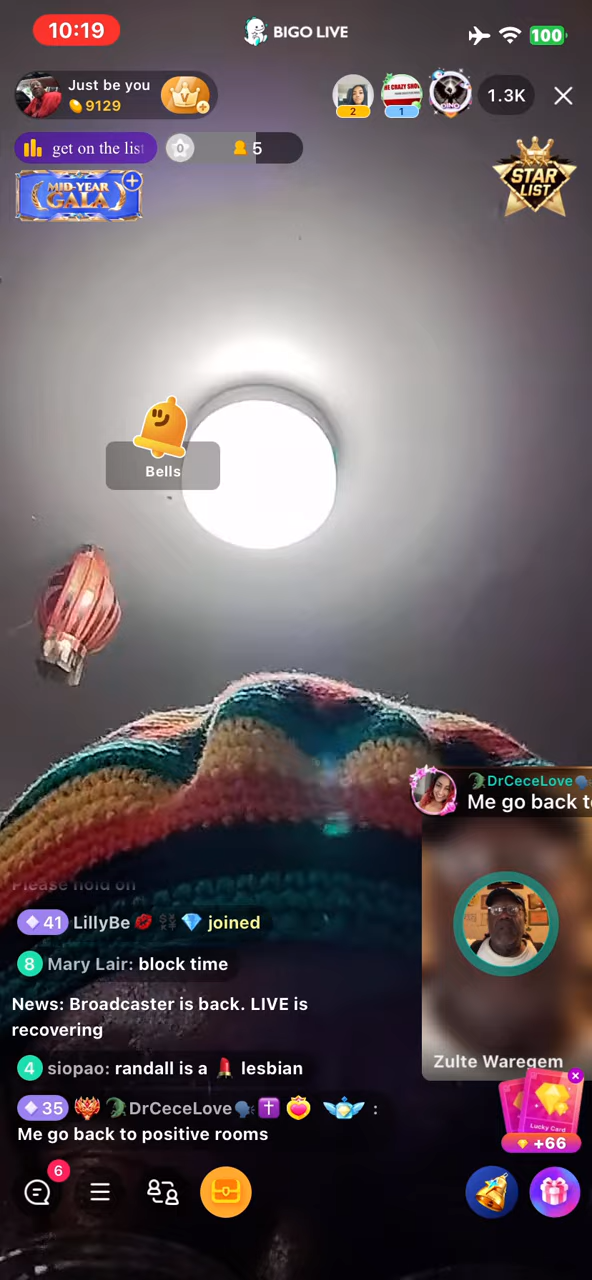 10:19
BIGO LIVE
100
Just be you
9129
2
1
1.3K
get on the list
0
5
MID-YEAR
GALA
STAR
LIST
Bells
DrCeceLove
Me go back to
Please hold on
41 LillyBe joined
8 Mary Lair: block time
News: Broadcaster is back. LIVE is
recovering
4 siopao: randall is a lesbian
35 DrCeceLove :
Me go back to positive rooms
Zulte Waregem
Lucky Card
+66
6